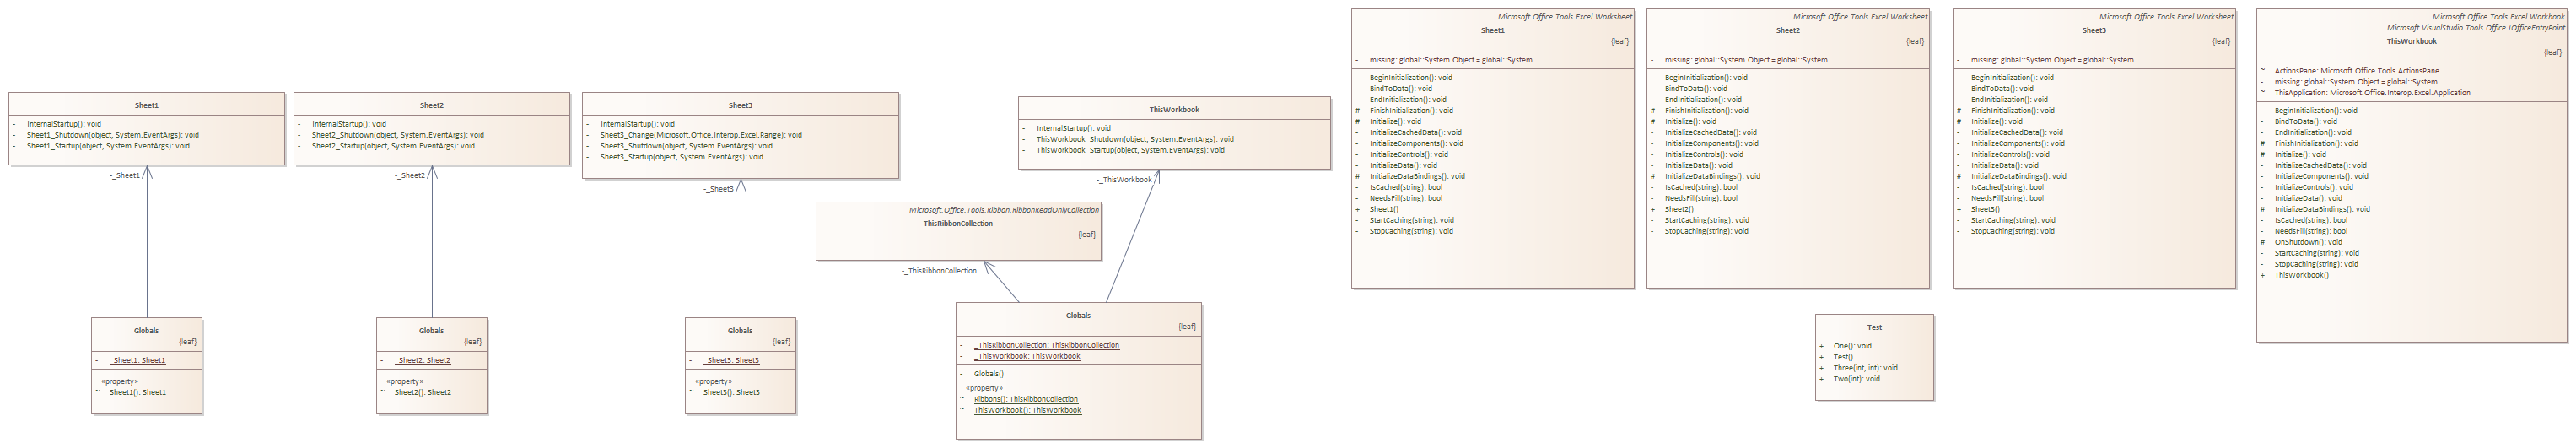 Sheet1
- InternalStartup(): void
- Sheet1_Shutdown(object, System.EventArgs): void
- Sheet1_Startup(object, System.EventArgs): void
-_Sheet1
Globals
{leaf}
- _Sheet1: Sheet1
«property»
~ Sheet1(): Sheet1
Sheet2
- InternalStartup(): void
- Sheet2_Shutdown(object, System.EventArgs): void
- Sheet2_Startup(object, System.EventArgs): void
-_Sheet2
Globals
{leaf}
- _Sheet2: Sheet2
«property»
~ Sheet2(): Sheet2
Sheet3
- InternalStartup(): void
- Sheet3_Change(Microsoft.Office.Interop.Excel.Range): void
- Sheet3_Shutdown(object, System.EventArgs): void
- Sheet3_Startup(object, System.EventArgs): void
-_Sheet3
Globals
{leaf}
- _Sheet3: Sheet3
«property»
~ Sheet3(): Sheet3
ThisWorkbook
- InternalStartup(): void
- ThisWorkbook_Shutdown(object, System.EventArgs): void
- ThisWorkbook_Startup(object, System.EventArgs): void
-_ThisWorkbook
Microsoft.Office.Tools.Ribbon.RibbonReadOnlyCollection
ThisRibbonCollection
{leaf}
-_ThisRibbonCollection
Globals
{leaf}
- _ThisRibbonCollection: ThisRibbonCollection
- _ThisWorkbook: ThisWorkbook
- Globals()
«property»
~ Ribbons(): ThisRibbonCollection
~ ThisWorkbook(): ThisWorkbook
Microsoft.Office.Tools.Excel.Worksheet
Sheet1
{leaf}
- missing: global::System.Object = global::System....
- BeginInitialization(): void
- BindToData(): void
- EndInitialization(): void
# FinishInitialization(): void
# Initialize(): void
- InitializeCachedData(): void
- InitializeComponents(): void
- InitializeControls(): void
- InitializeData(): void
# InitializeDataBindings(): void
- IsCached(string): bool
- NeedsFill(string): bool
+ Sheet1()
- StartCaching(string): void
- StopCaching(string): void
Microsoft.Office.Tools.Excel.Worksheet
Sheet2
{leaf}
- missing: global::System.Object = global::System....
- BeginInitialization(): void
- BindToData(): void
- EndInitialization(): void
# FinishInitialization(): void
# Initialize(): void
- InitializeCachedData(): void
- InitializeComponents(): void
- InitializeControls(): void
- InitializeData(): void
# InitializeDataBindings(): void
- IsCached(string): bool
- NeedsFill(string): bool
+ Sheet2()
- StartCaching(string): void
- StopCaching(string): void
Microsoft.Office.Tools.Excel.Worksheet
Sheet3
{leaf}
- missing: global::System.Object = global::System....
- BeginInitialization(): void
- BindToData(): void
- EndInitialization(): void
# FinishInitialization(): void
# Initialize(): void
- InitializeCachedData(): void
- InitializeComponents(): void
- InitializeControls(): void
- InitializeData(): void
# InitializeDataBindings(): void
- IsCached(string): bool
- NeedsFill(string): bool
+ Sheet3()
- StartCaching(string): void
- StopCaching(string): void
Test
+ One(): void
+ Test()
+ Three(int, int): void
+ Two(int): void
Microsoft.Office.Tools.Excel.Workbook
Microsoft.VisualStudio.Tools.Office.IOfficeEntryPoint
ThisWorkbook
{leaf}
~ ActionsPane: Microsoft.Office.Tools.ActionsPane
- missing: global::System.Object = global::System....
~ ThisApplication: Microsoft.Office.Interop.Excel.Application
- BeginInitialization(): void
- BindToData(): void
- EndInitialization(): void
# FinishInitialization(): void
# Initialize(): void
- InitializeCachedData(): void
- InitializeComponents(): void
- InitializeControls(): void
- InitializeData(): void
# InitializeDataBindings(): void
- IsCached(string): bool
- NeedsFill(string): bool
# OnShutdown(): void
- StartCaching(string): void
- StopCaching(string): void
+ ThisWorkbook()